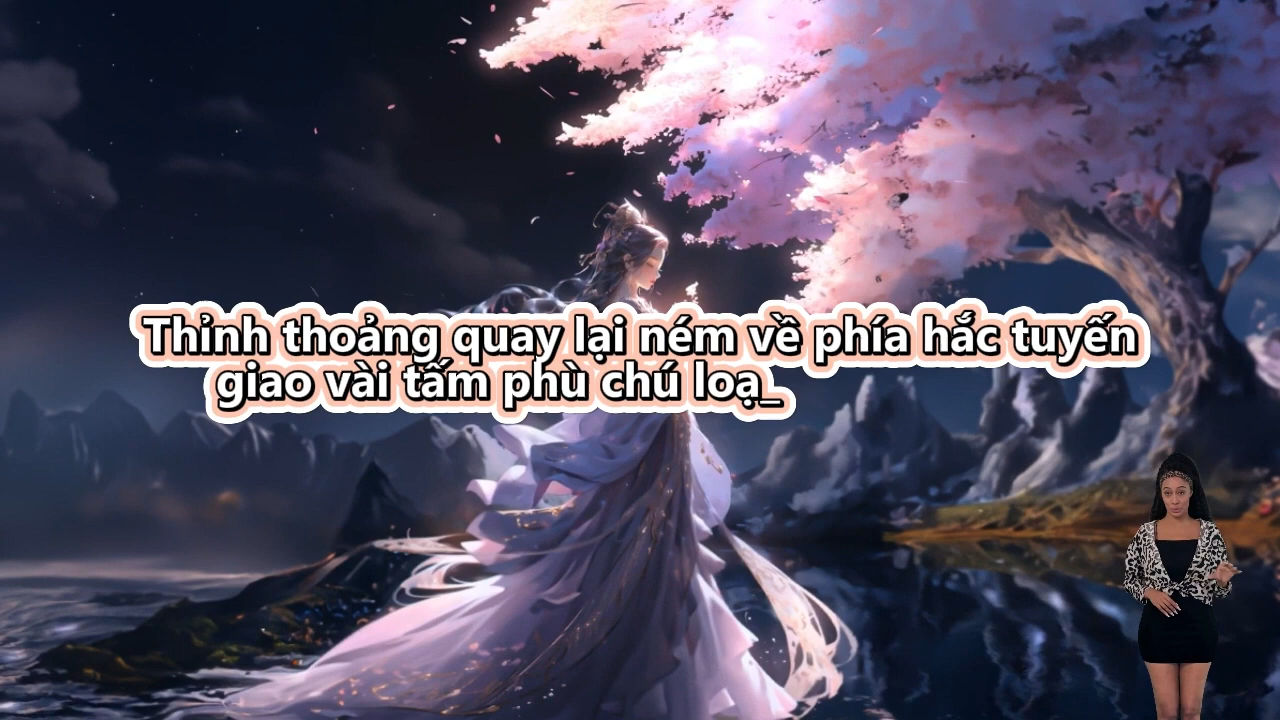 Thỉnh thoảng quay lại ném về phía hắc tuyến
giao vài tấm phù chú loạ_